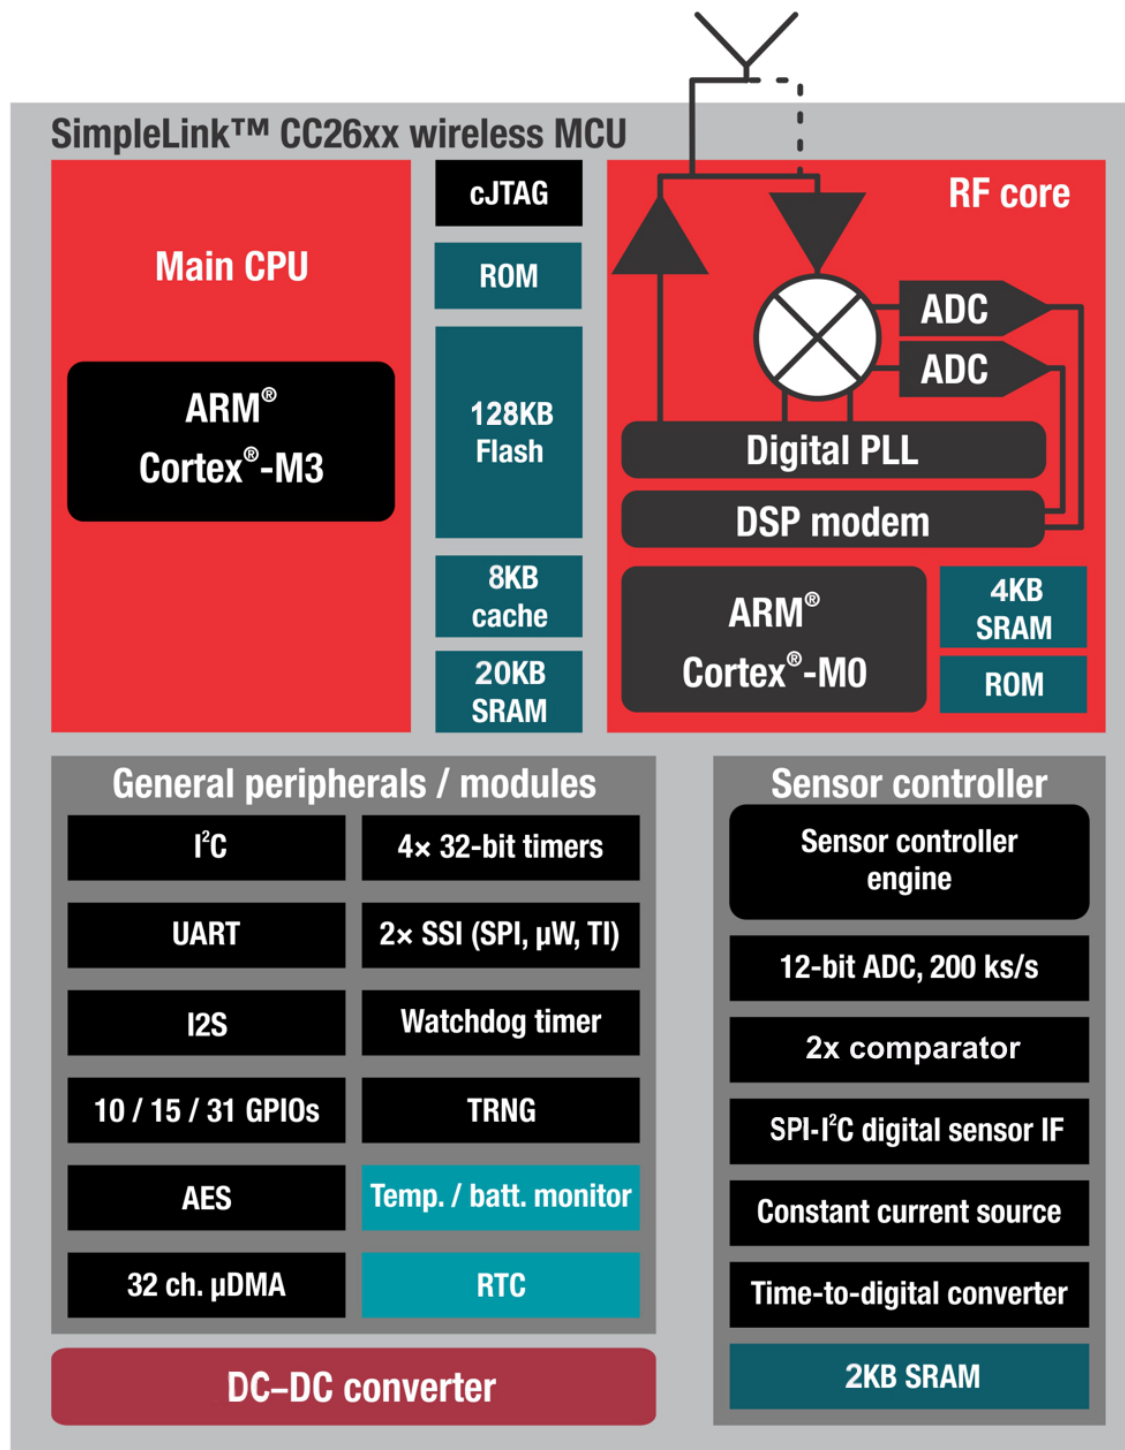 SimpleLink™ CC26xx wireless MCU
Main CPU
ARM®
Cortex®-M3
cJTAG
ROM
128KB
Flash
8KB
cache
20KB
SRAM
RF core
ADC
ADC
Digital PLL
DSP modem
ARM®
Cortex®-M0
4KB
SRAM
ROM
General peripherals / modules
I²C
4× 32-bit timers
UART
2× SSI (SPI, µW, TI)
I2S
Watchdog timer
10 / 15 / 31 GPIOs
TRNG
AES
Temp. / batt. monitor
32 ch. µDMA
RTC
DC–DC converter
Sensor controller
Sensor controller
engine
12-bit ADC, 200 ks/s
2x comparator
SPI-I²C digital sensor IF
Constant current source
Time-to-digital converter
2KB SRAM